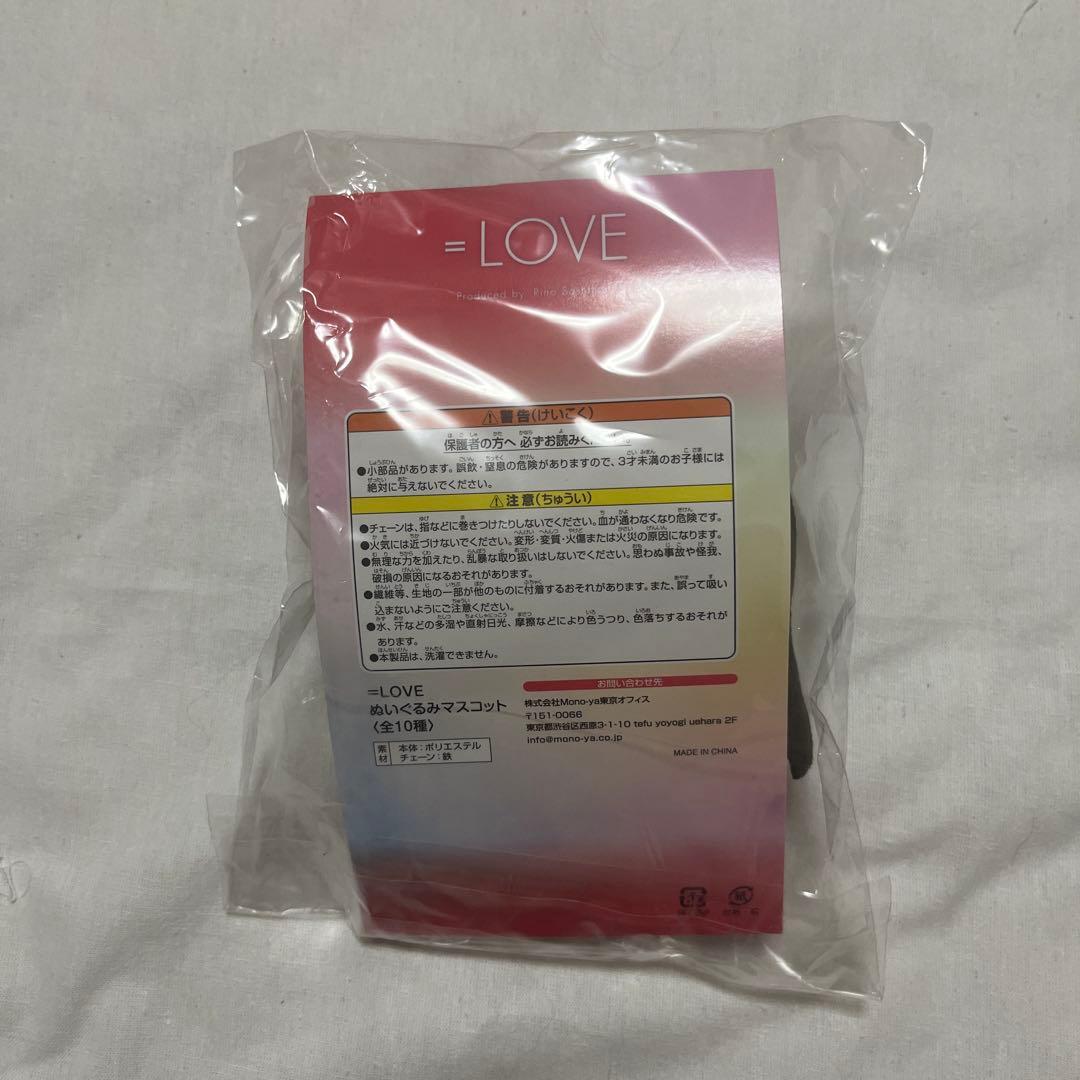 =LOVE
Produced by Rino
⚠警告(けいこく)
保護者の方へ 必ずお読みく
●小部品があります。誤飲・窒息の危険がありますので、3才未満のお子様には
絶対に与えないでください。
⚠注意(ちゅうい)
●チェーンは、指などに巻きつけたりしないでください。血が通わなくなり危険です。
●火気には近づけないでください。変形・変質・火傷または火災の原因になります。
●無理な力を加えたり、乱暴な取り扱いはしないでください。思わぬ事故や怪我、
破損の原因になるおそれがあります。
●繊維等、生地の一部が他のものに付着するおそれがあります。また、誤って吸い
込まないようにご注意ください。
●水、汗などの多湿や直射日光、摩擦などにより色うつり、色落ちするおそれが
あります。
●本製品は、洗濯できません。
=LOVE
ぬいぐるみマスコット
〈全10種〉
素材
本体：ポリエステル
チェーン：鉄
お問い合わせ先
株式会社Mono-ya東京オフィス
〒151-0066
東京都渋谷区西原3-1-10 tefu yoyogi uehara 2F
info@mono-ya.co.jp
MADE IN CHINA